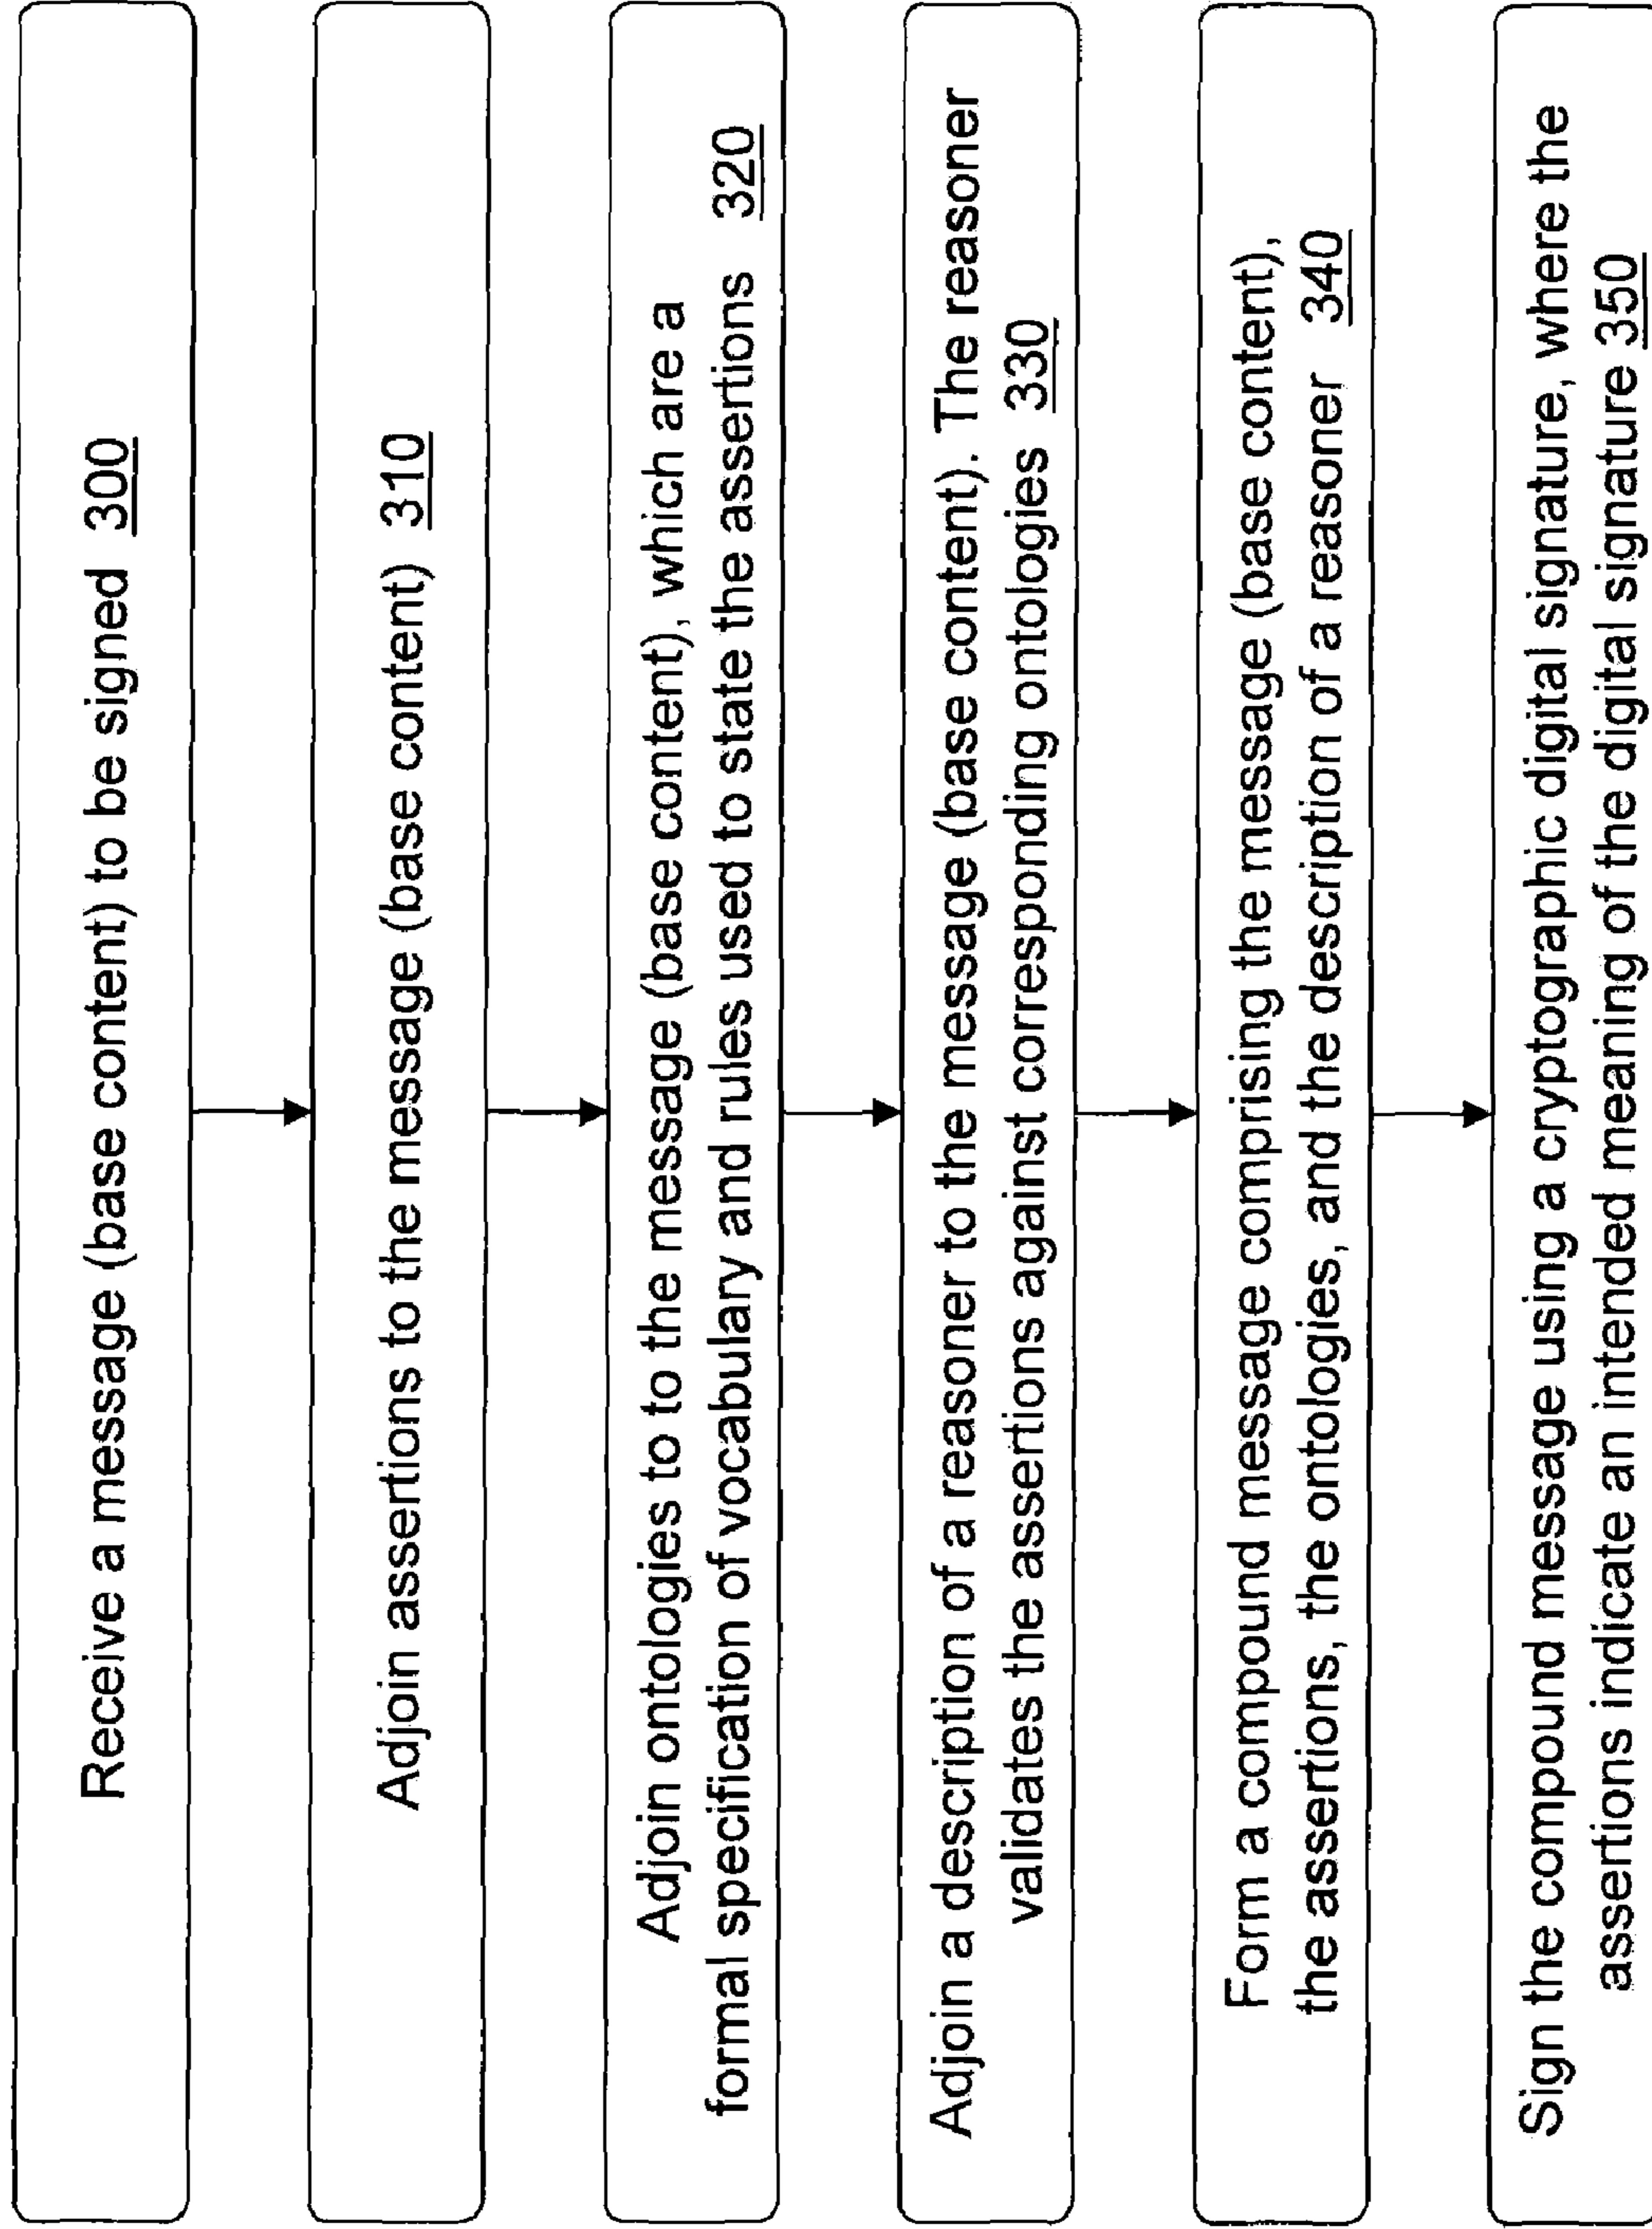 Receive a message (base content) to be signed 300
Adjoin assertions to the message (base content) 310
Adjoin ontologies to the message (base content), which are a
formal specification of vocabulary and rules used to state the assertions 320
Adjoin a description of a reasoner to the message (base content). The reasoner
validates the assertions against corresponding ontologies 330
Form a compound message comprising the message (base content),
the assertions, the ontologies, and the description of a reasoner 340
Sign the compound message using a cryptographic digital signature, where the
assertions indicate an intended meaning of the digital signature 350